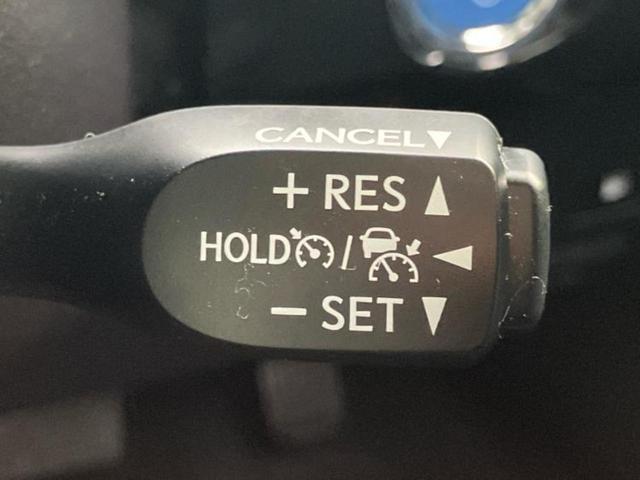 CANCEL▼
+ RES ▲
HOLD / ◀
− SET ▼